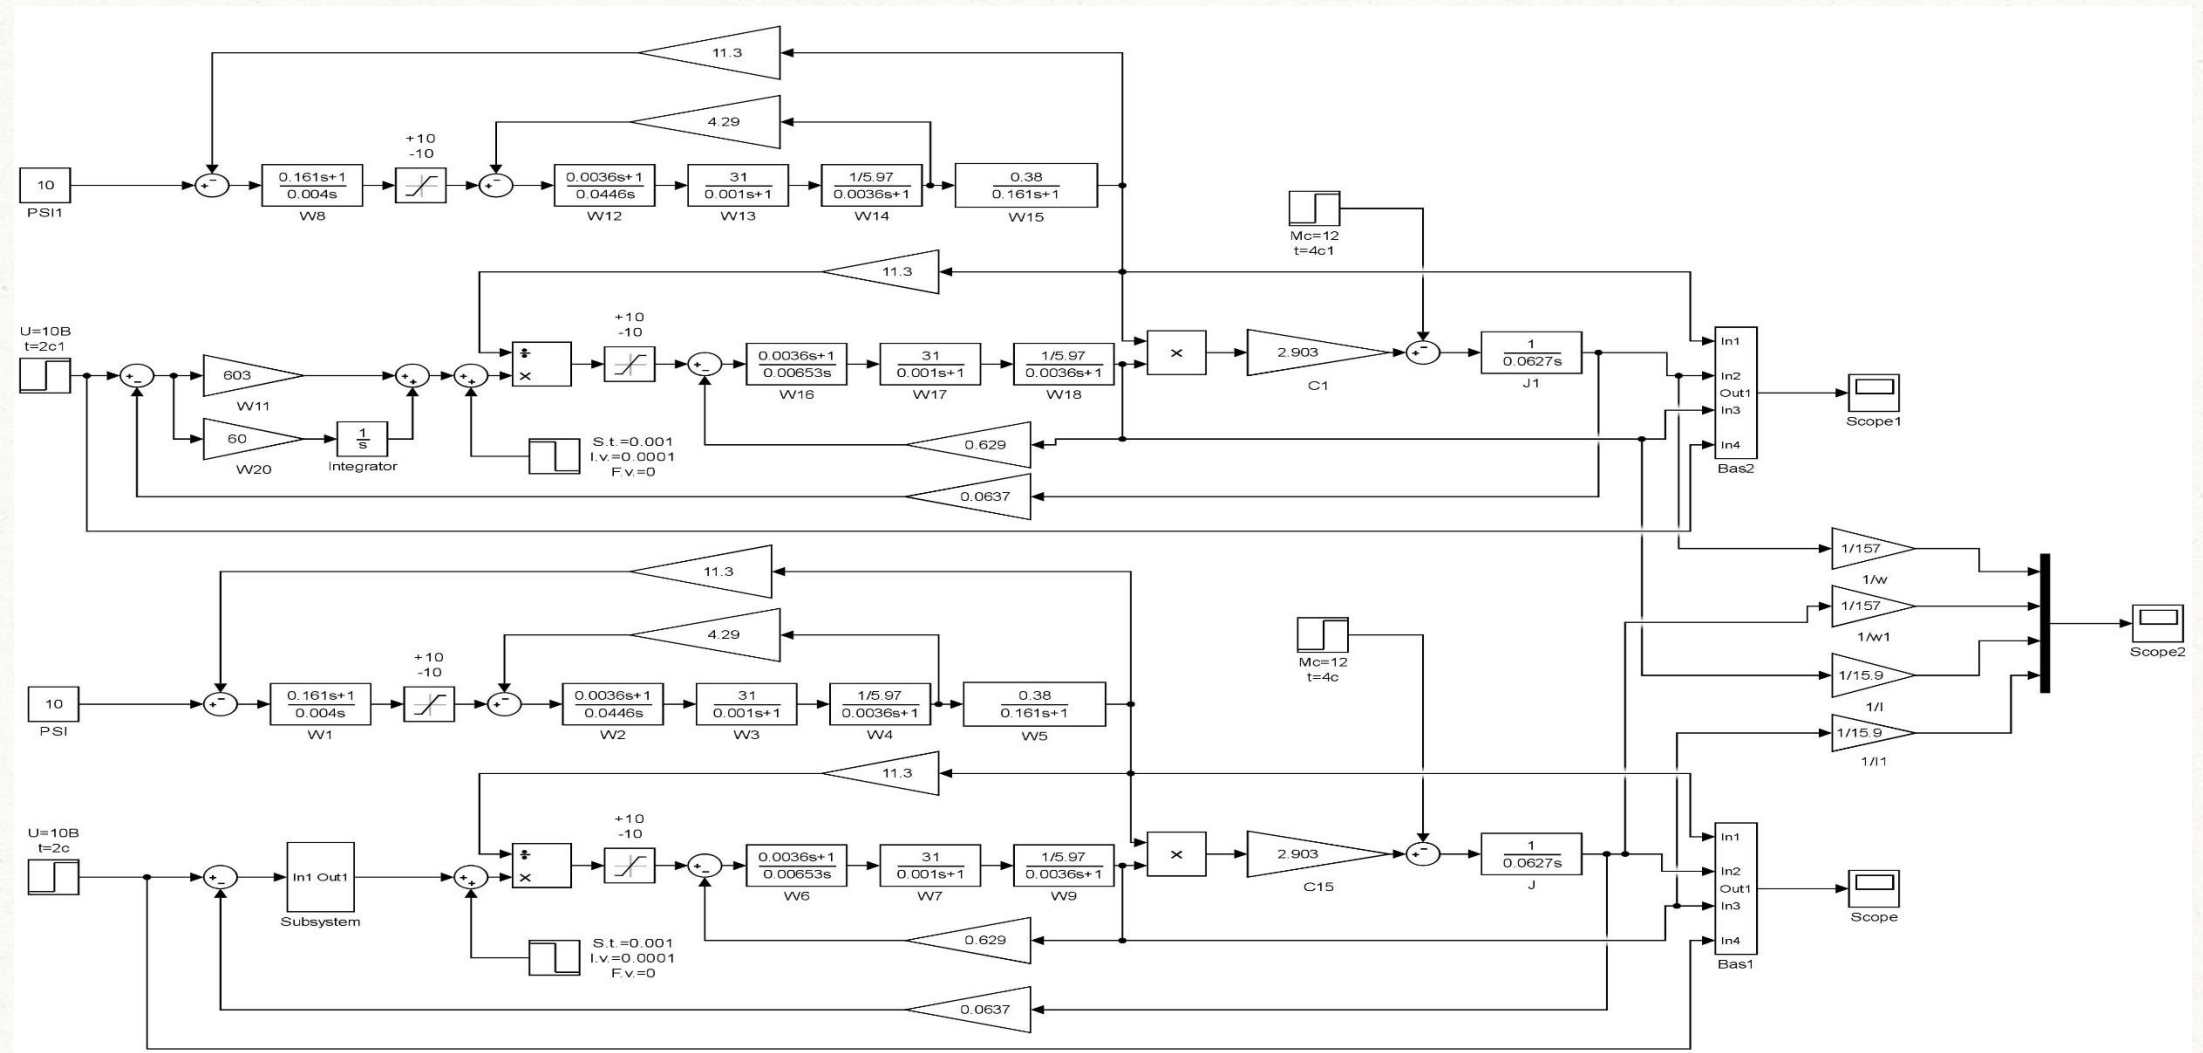 11.3
4.29
+10
-10
10
PSI1
0.161s+1
0.004s
W8
0.0036s+1
0.0446s
W12
31
0.001s+1
W13
1/5.97
0.0036s+1
W14
0.38
0.161s+1
W15
Mc=12
t=4c1
11.3
U=10B
t=2c1
603
W11
60
W20
1
s
Integrator
S.t.=0.001
I.v.=0.0001
F.v.=0
÷
×
+10
-10
0.0036s+1
0.00653s
W16
31
0.001s+1
W17
1/5.97
0.0036s+1
W18
×
2.903
C1
1
0.0627s
J1
0.629
0.0637
In1
In2
Out1
In3
In4
Bas2
Scope1
11.3
4.29
+10
-10
10
PSI
0.161s+1
0.004s
W1
0.0036s+1
0.0446s
W2
31
0.001s+1
W3
1/5.97
0.0036s+1
W4
0.38
0.161s+1
W5
Mc=12
t=4c
1/157
1/w
1/157
1/w1
1/15.9
1/I
1/15.9
1/I1
Scope2
11.3
U=10B
t=2c
In1 Out1
Subsystem
S.t.=0.001
I.v.=0.0001
F.v.=0
÷
×
+10
-10
0.0036s+1
0.00653s
W6
31
0.001s+1
W7
1/5.97
0.0036s+1
W9
×
2.903
C15
1
0.0627s
J
0.629
0.0637
In1
In2
Out1
In3
In4
Bas1
Scope